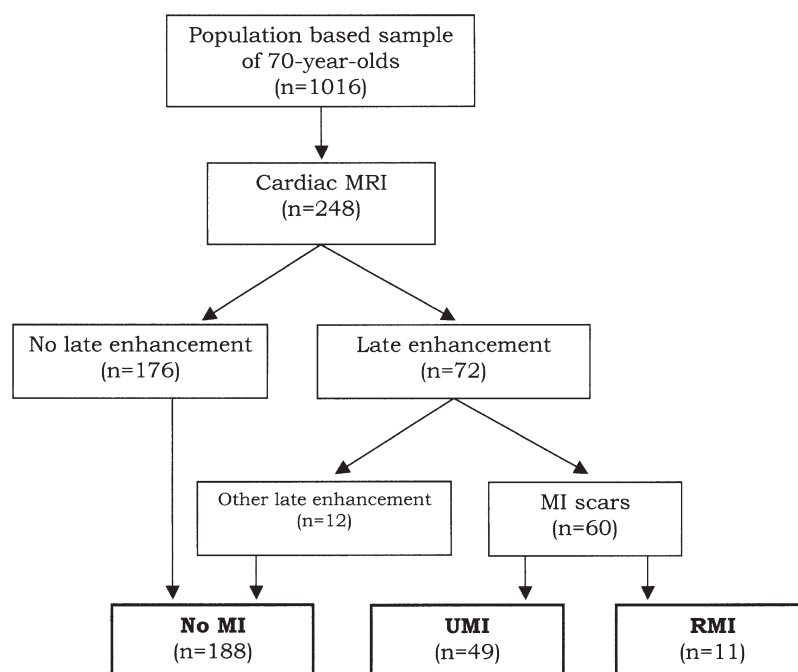 Population based sample
of 70-year-olds
(n=1016)
Cardiac MRI
(n=248)
No late enhancement
(n=176)
Late enhancement
(n=72)
Other late enhancement
(n=12)
MI scars
(n=60)
No MI
(n=188)
UMI
(n=49)
RMI
(n=11)